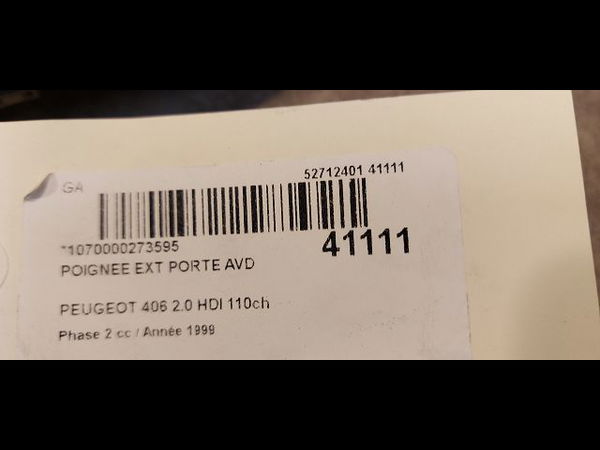 52712401 41111
GA
*1070000273595
41111
POIGNEE EXT PORTE AVD
PEUGEOT 406 2.0 HDI 110ch
Phase 2 cc / Année 1999